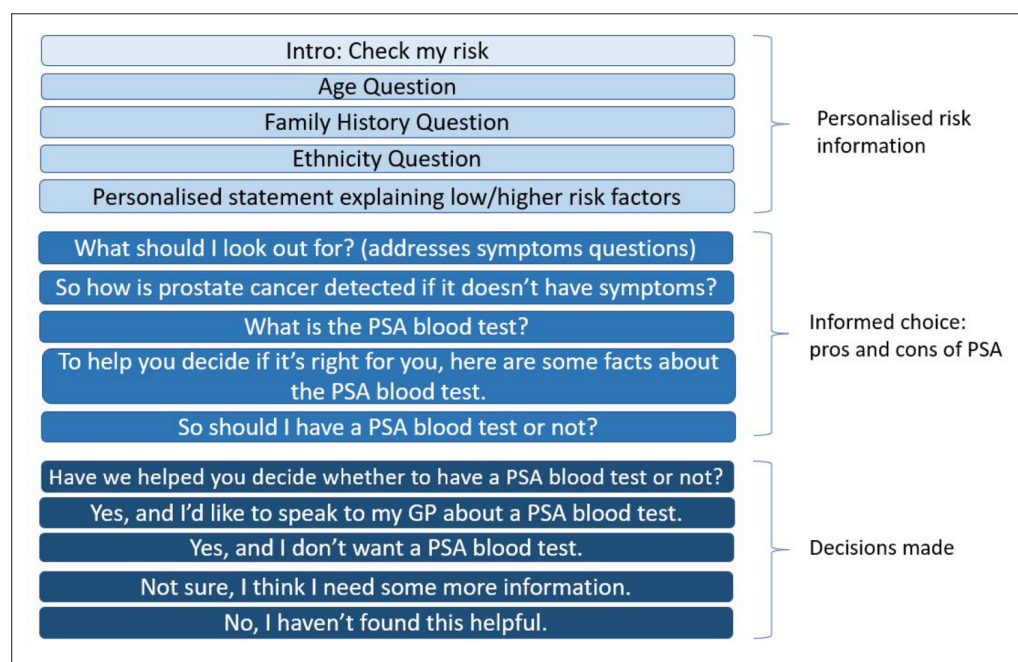 Intro: Check my risk
Age Question
Family History Question
Ethnicity Question
Personalised statement explaining low/higher risk factors
Personalised risk
information
What should I look out for? (addresses symptoms questions)
So how is prostate cancer detected if it doesn't have symptoms?
What is the PSA blood test?
To help you decide if it's right for you, here are some facts about
the PSA blood test.
So should I have a PSA blood test or not?
Informed choice:
pros and cons of PSA
Have we helped you decide whether to have a PSA blood test or not?
Yes, and I'd like to speak to my GP about a PSA blood test.
Yes, and I don't want a PSA blood test.
Not sure, I think I need some more information.
No, I haven't found this helpful.
Decisions made